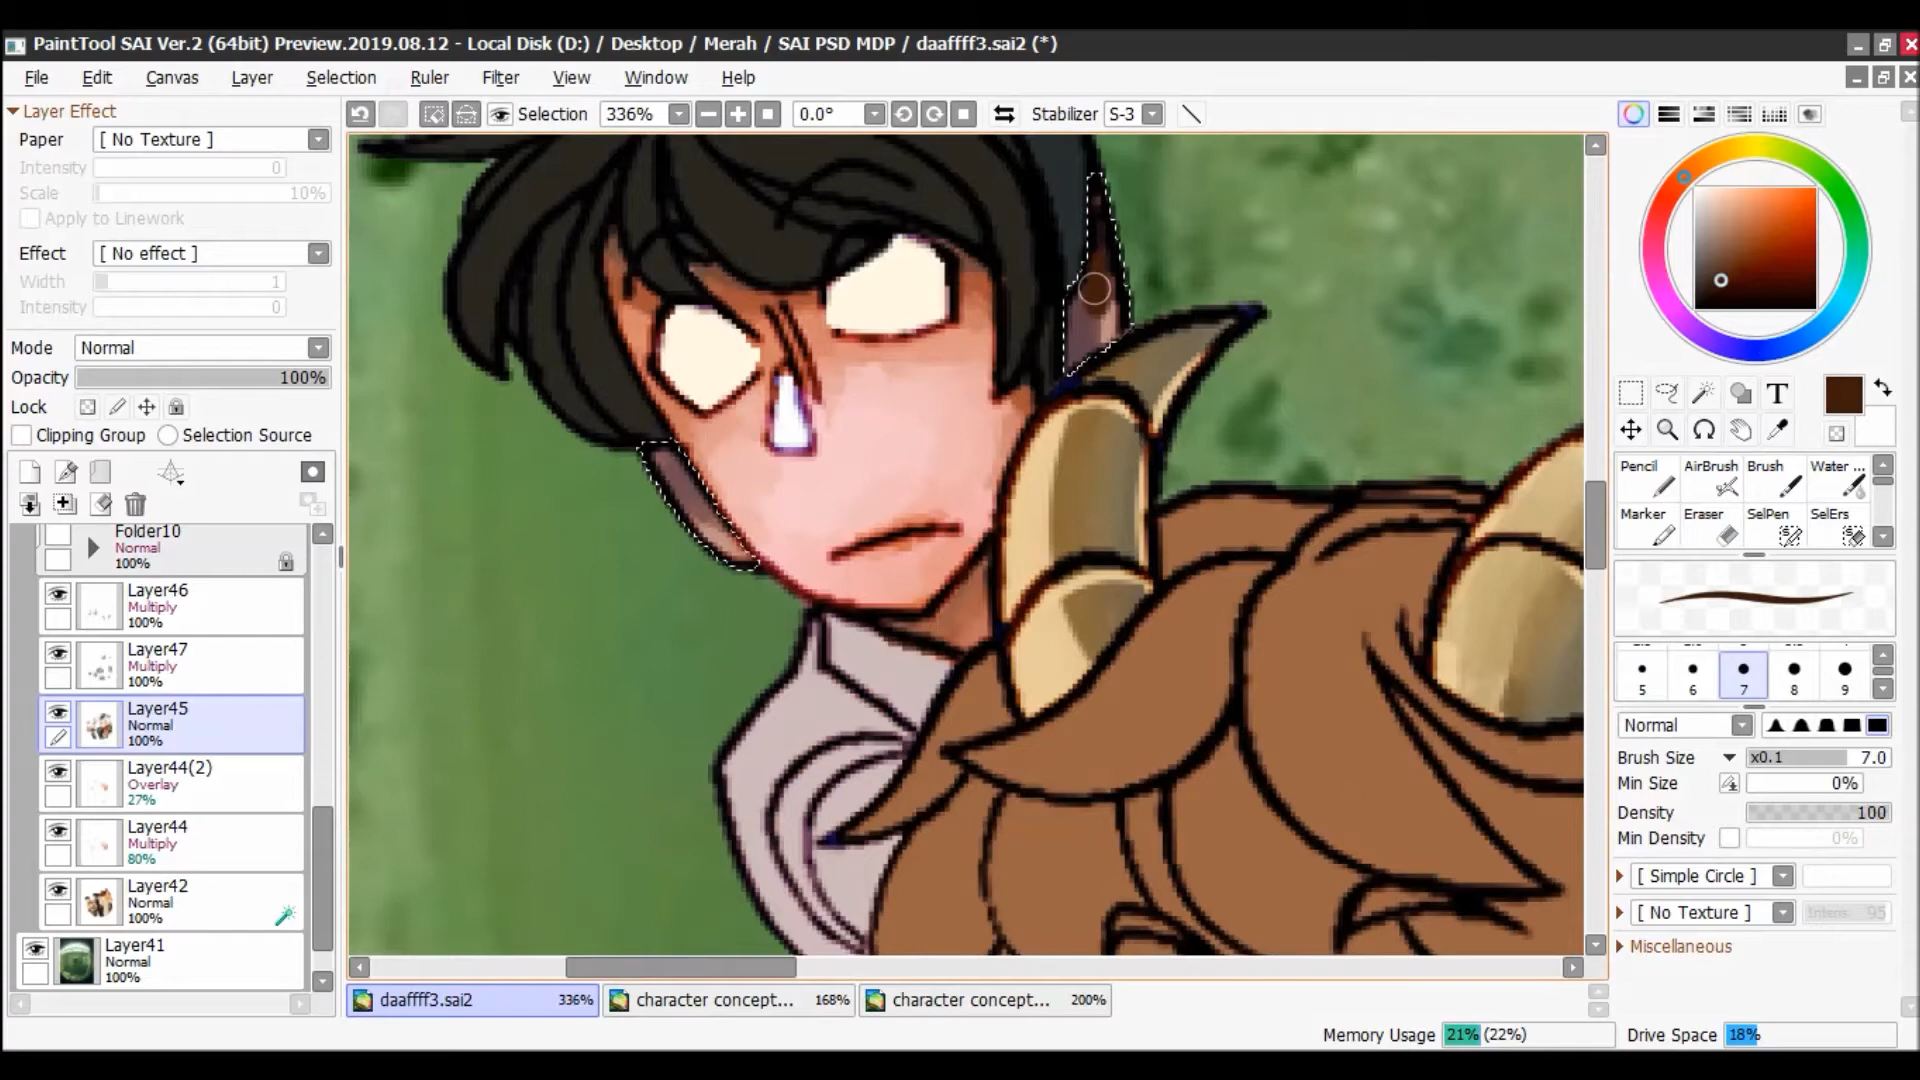 PaintTool SAI Ver.2 (64bit) Preview.2019.08.12 - Local Disk (D:) / Desktop / Merah / SAI PSD MDP / daaffff3.sai2 (*)
File Edit Canvas Layer Selection Ruler Filter View Window Help
Layer Effect
Paper [ No Texture ]
Intensity 0
Scale 10%
Apply to Linework
Effect [ No effect ]
Width 1
Intensity 0
Mode Normal
Opacity 100%
Lock
Clipping Group Selection Source
Folder10
Normal
100%
Layer46
Multiply
100%
Layer47
Multiply
100%
Layer45
Normal
100%
Layer44(2)
Overlay
27%
Layer44
Multiply
80%
Layer42
Normal
100%
Layer41
Normal
100%
Selection 336% 0.0° Stabilizer S-3
T
Pencil AirBrush Brush Water ...
Marker Eraser SelPen SelErs
5 6 7 8 9
Normal
Brush Size x0.1 7.0
Min Size 0%
Density 100
Min Density 0%
[ Simple Circle ]
[ No Texture ] Intens. 95
Miscellaneous
daaffff3.sai2 336% character concept... 168% character concept... 200%
Memory Usage 21% (22%) Drive Space 18%